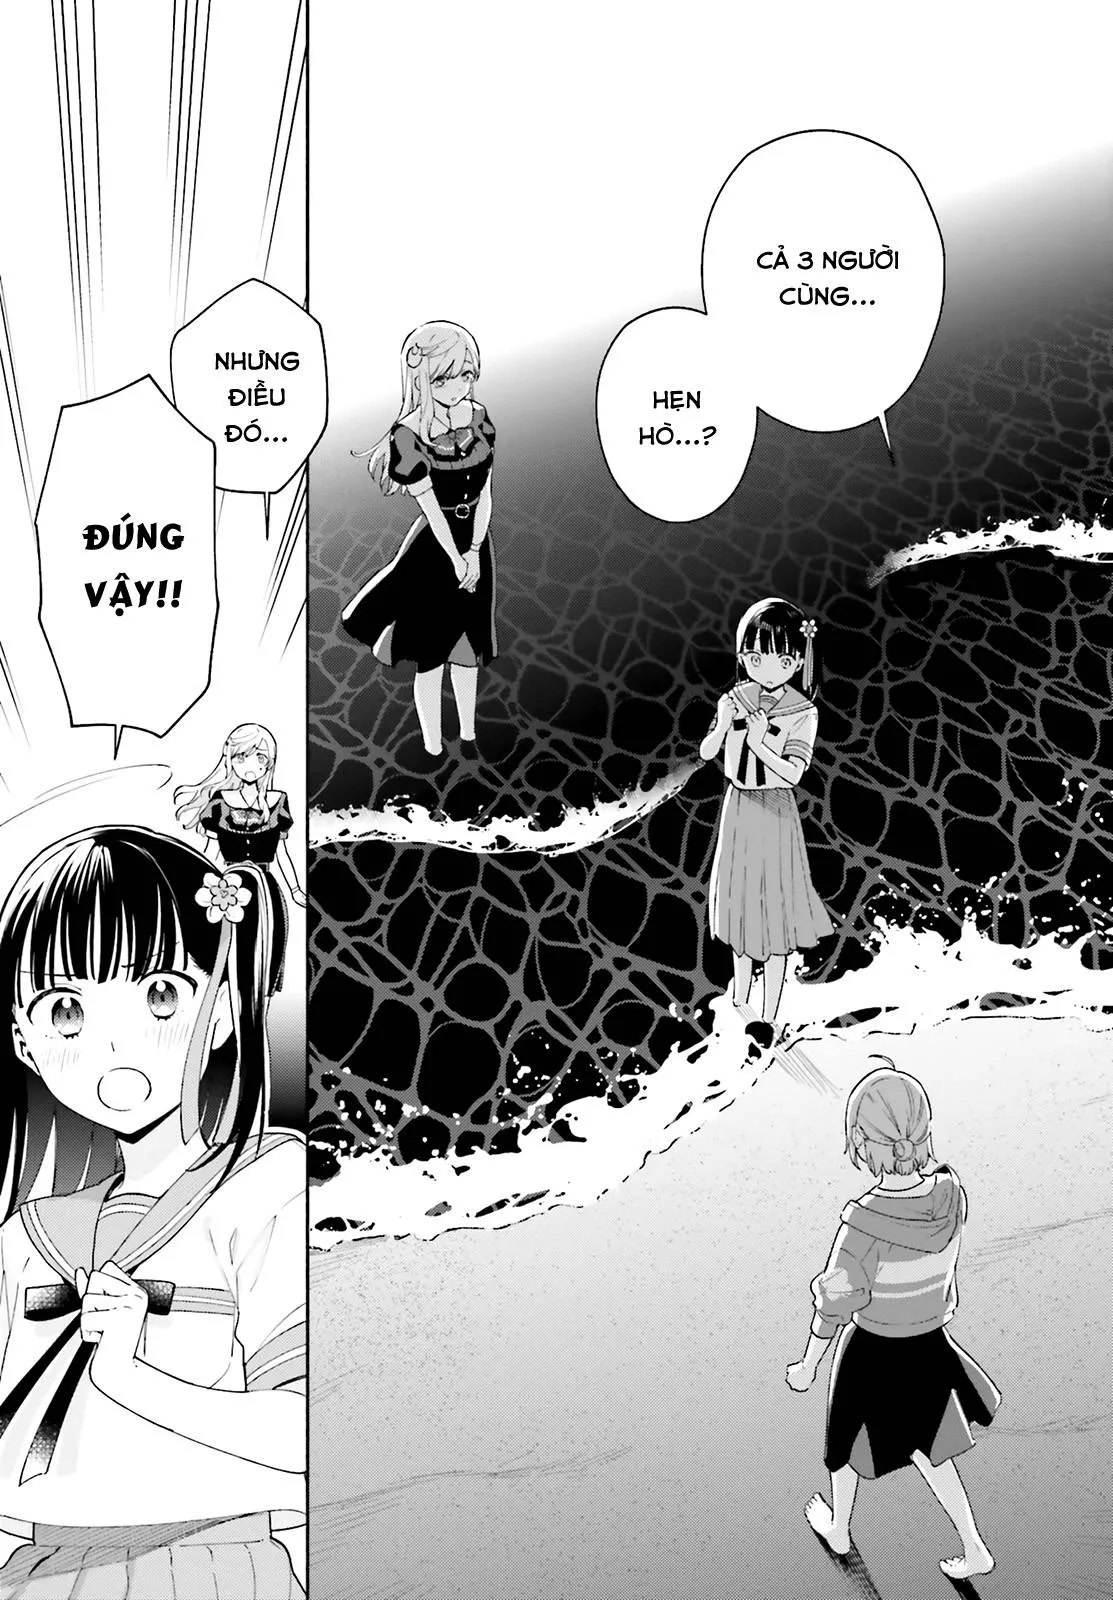 CẢ 3 NGƯỜI
CÙNG...
HẸN
HÒ...?
NHƯNG
ĐIỀU
ĐÓ...
ĐÚNG
VẬY!!